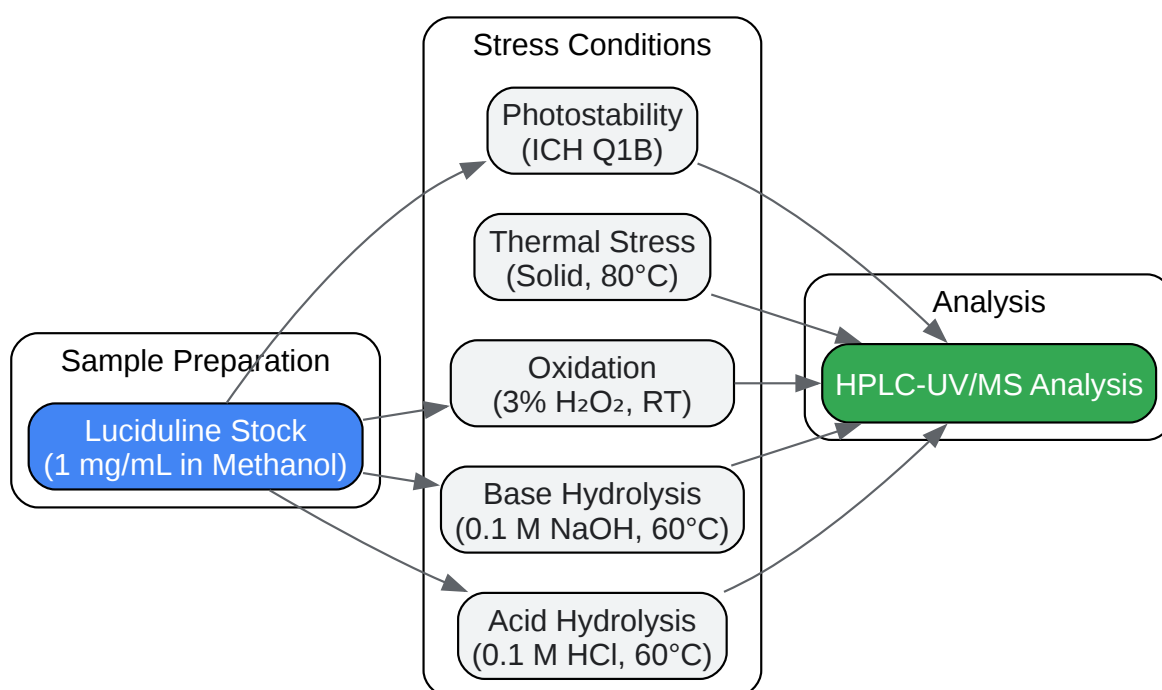 Stress Conditions
Photostability
(ICH Q1B)
Thermal Stress
(Solid, 80°C)
Analysis
Sample Preparation
Oxidation
(3% H₂O₂, RT)
HPLC-UV/MS Analysis
Luciduline Stock
(1 mg/mL in Methanol)
Base Hydrolysis
(0.1 M NaOH, 60°C)
Acid Hydrolysis
(0.1 M HCl, 60°C)